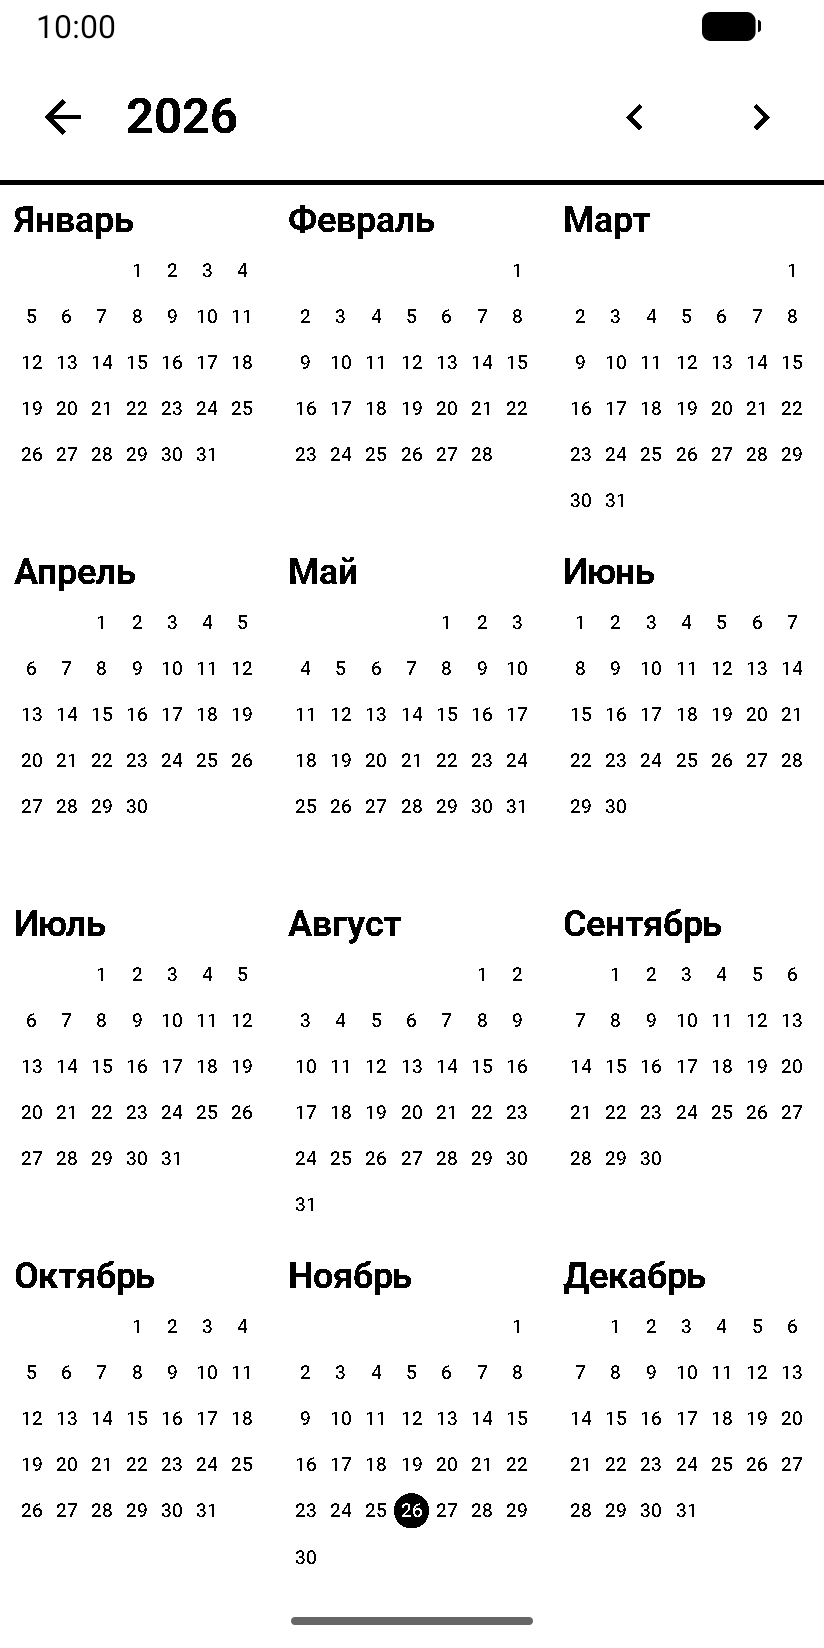 10:00
2026
Январь Февраль Март
1 2 3 4 1 1
5 6 7 8 9 10 11 2 3 4 5 6 7 8 2 3 4 5 6 7 8
12 13 14 15 16 17 18 9 10 11 12 13 14 15 9 10 11 12 13 14 15
19 20 21 22 23 24 25 16 17 18 19 20 21 22 16 17 18 19 20 21 22
26 27 28 29 30 31 23 24 25 26 27 28 23 24 25 26 27 28 29
30 31
Апрель Май Июнь
1 2 3 4 5 1 2 3 1 2 3 4 5 6 7
6 7 8 9 10 11 12 4 5 6 7 8 9 10 8 9 10 11 12 13 14
13 14 15 16 17 18 19 11 12 13 14 15 16 17 15 16 17 18 19 20 21
20 21 22 23 24 25 26 18 19 20 21 22 23 24 22 23 24 25 26 27 28
27 28 29 30 25 26 27 28 29 30 31 29 30
Июль Август Сентябрь
1 2 3 4 5 1 2 1 2 3 4 5 6
6 7 8 9 10 11 12 3 4 5 6 7 8 9 7 8 9 10 11 12 13
13 14 15 16 17 18 19 10 11 12 13 14 15 16 14 15 16 17 18 19 20
20 21 22 23 24 25 26 17 18 19 20 21 22 23 21 22 23 24 25 26 27
27 28 29 30 31 24 25 26 27 28 29 30 28 29 30
31
Октябрь Ноябрь Декабрь
1 2 3 4 1 1 2 3 4 5 6
5 6 7 8 9 10 11 2 3 4 5 6 7 8 7 8 9 10 11 12 13
12 13 14 15 16 17 18 9 10 11 12 13 14 15 14 15 16 17 18 19 20
19 20 21 22 23 24 25 16 17 18 19 20 21 22 21 22 23 24 25 26 27
26 27 28 29 30 31 23 24 25 26 27 28 29 28 29 30 31
30